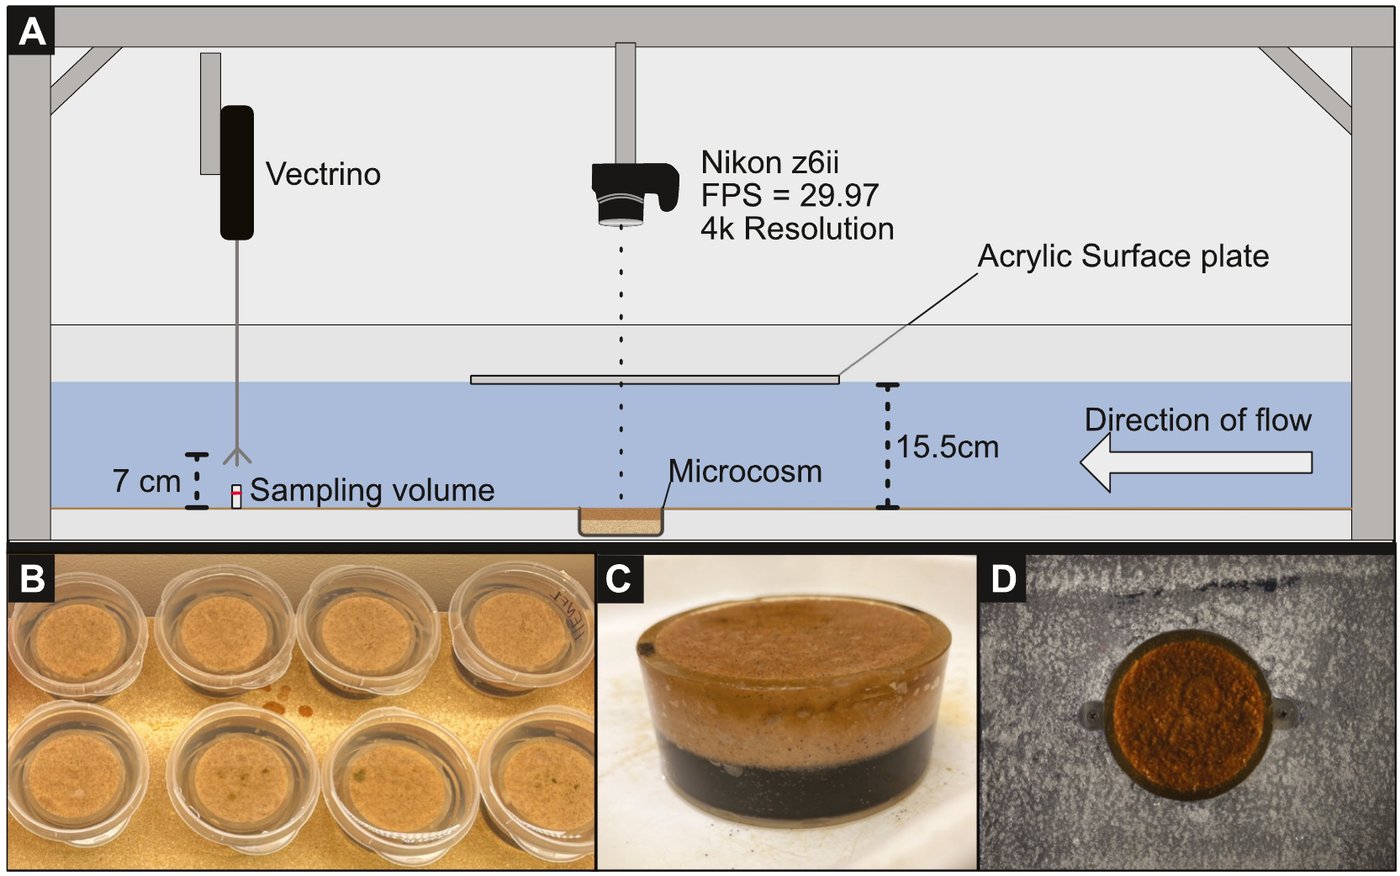 A
Vectrino
Nikon z6ii
FPS = 29.97
4k Resolution
Acrylic Surface plate
Direction of flow
15.5cm
Microcosm
7 cm
Sampling volume
B
C
D